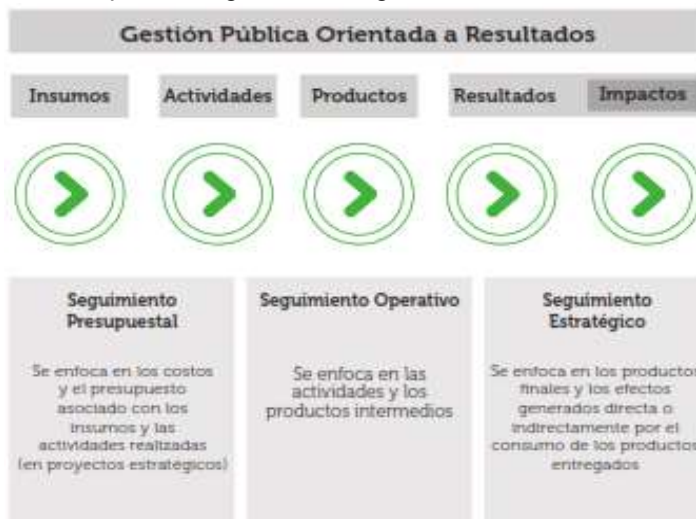 Gestión Pública Orientada a Resultados
Insumos
Actividades
Productos
Resultados
Impactos
Seguimiento
Presupuestal
Se enfoca en los costos
y el presupuesto
asociado con los
insumos y las
actividades realizadas
(en proyectos estratégicos)
Seguimiento Operativo
Se enfoca en las
actividades y los
productos intermedios
Seguimiento
Estratégico
Se enfoca en los productos
finales y los efectos
generados directa o
indirectamente por el
consumo de los productos
entregados